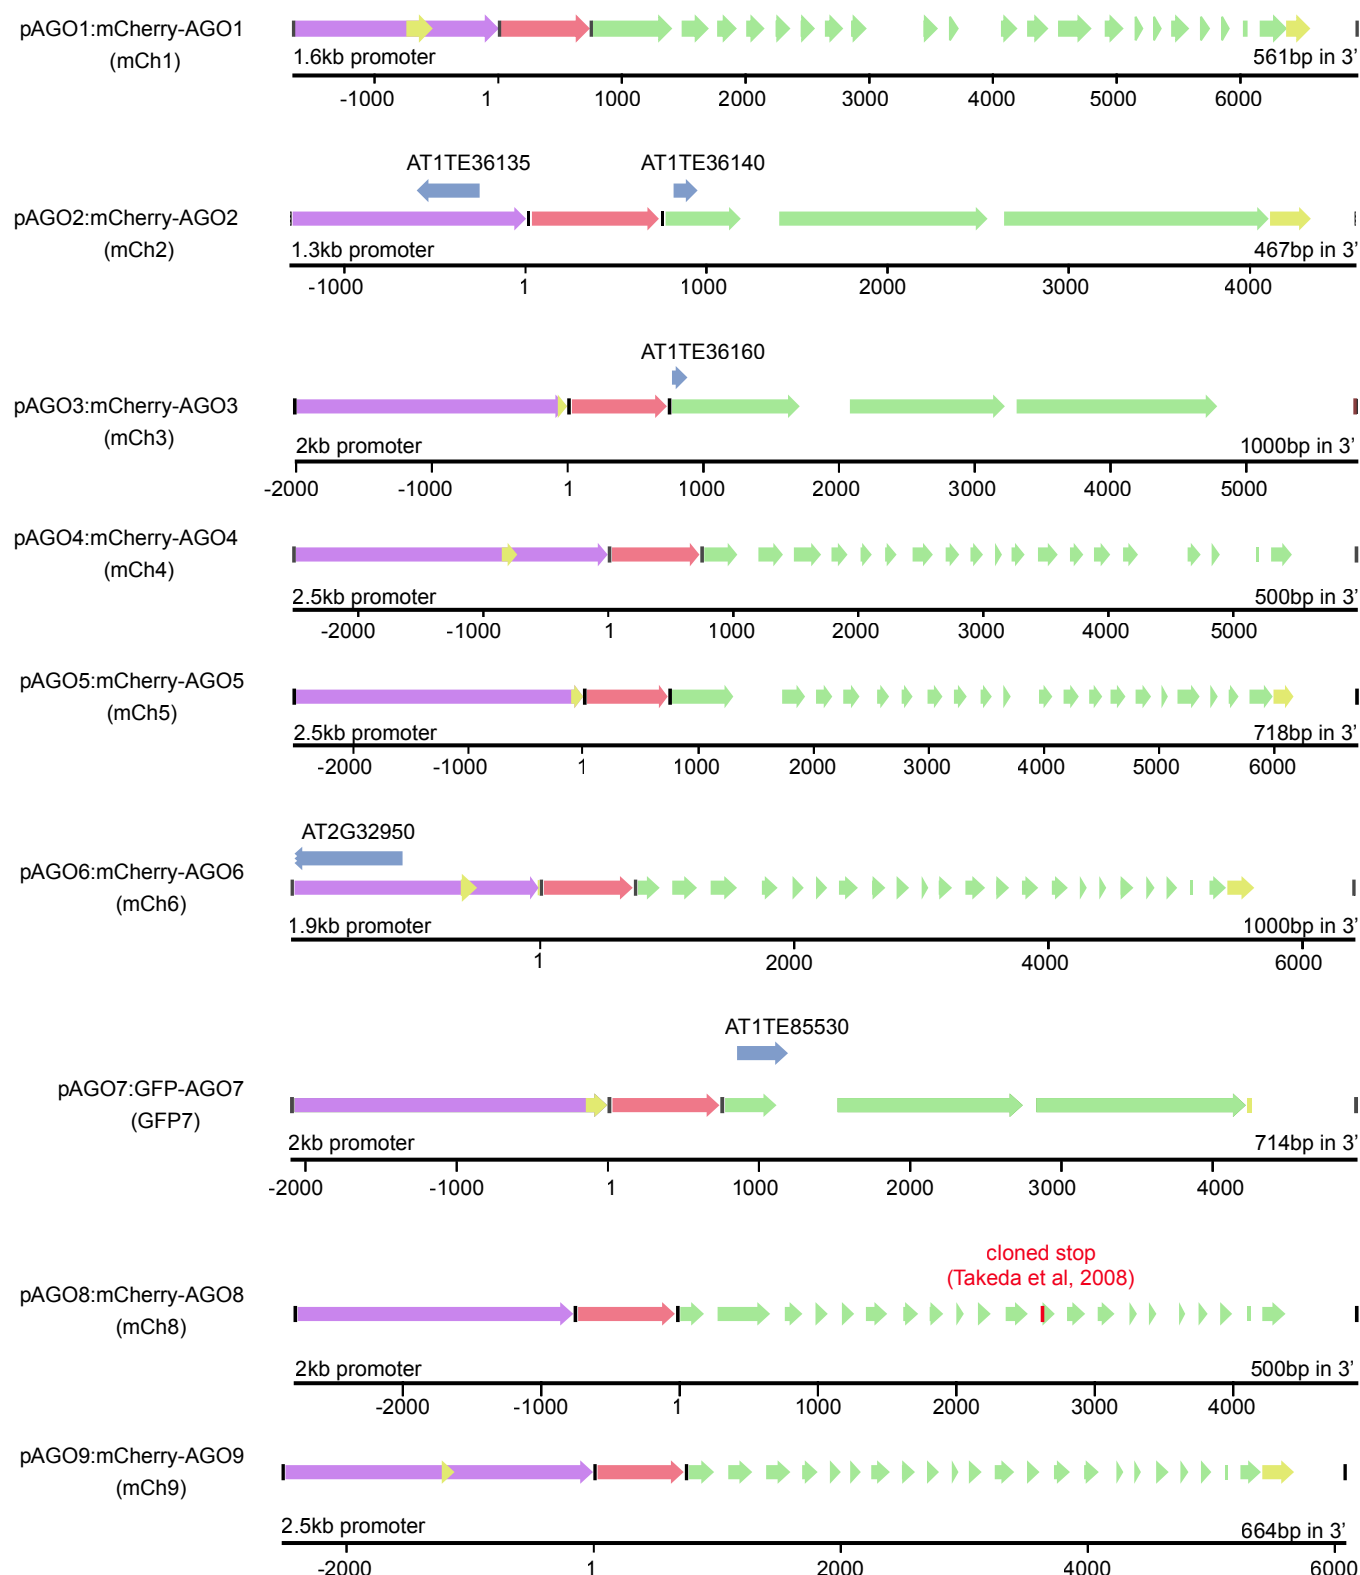 pAGO1:mCherry-AGO1
(mCh1)
1.6kb promoter
561bp in 3’
-1000 1 1000 2000 3000 4000 5000 6000
AT1TE36135 AT1TE36140
pAGO2:mCherry-AGO2
(mCh2)
1.3kb promoter
467bp in 3’
-1000 1 1000 2000 3000 4000
AT1TE36160
pAGO3:mCherry-AGO3
(mCh3)
2kb promoter
1000bp in 3’
-2000 -1000 1 1000 2000 3000 4000 5000
pAGO4:mCherry-AGO4
(mCh4)
2.5kb promoter
500bp in 3’
-2000 -1000 1 1000 2000 3000 4000 5000
pAGO5:mCherry-AGO5
(mCh5)
2.5kb promoter
718bp in 3’
-2000 -1000 1 1000 2000 3000 4000 5000 6000
AT2G32950
pAGO6:mCherry-AGO6
(mCh6)
1.9kb promoter
1000bp in 3’
1 2000 4000 6000
AT1TE85530
pAGO7:GFP-AGO7
(GFP7)
2kb promoter
714bp in 3’
-2000 -1000 1 1000 2000 3000 4000
cloned stop
(Takeda et al, 2008)
pAGO8:mCherry-AGO8
(mCh8)
2kb promoter
500bp in 3’
-2000 -1000 1 1000 2000 3000 4000
pAGO9:mCherry-AGO9
(mCh9)
2.5kb promoter
664bp in 3’
-2000 1 2000 4000 6000